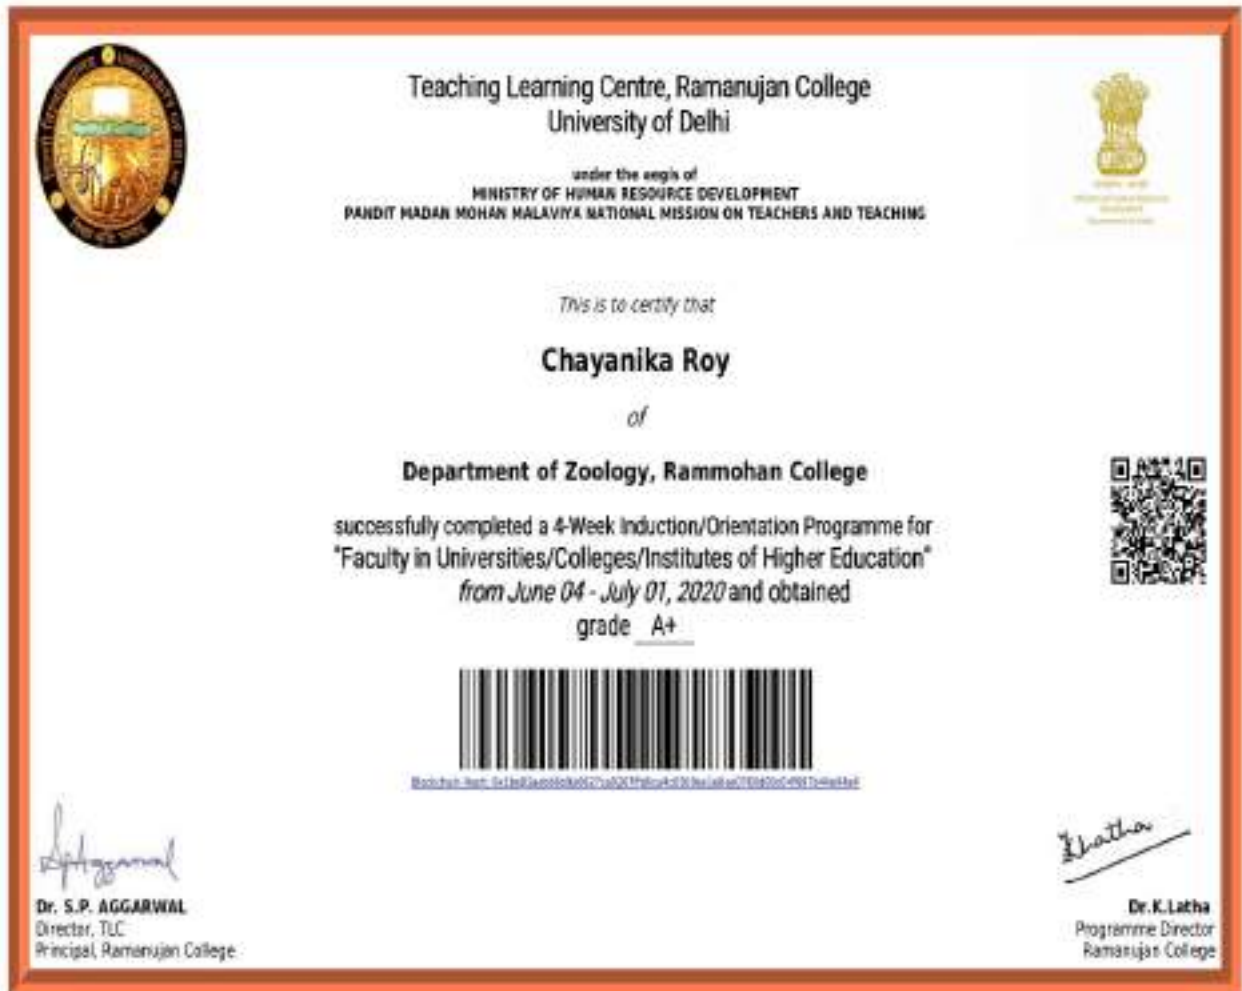 Teaching Learning Centre, Ramanujan College
University of Delhi
under the aegis of
MINISTRY OF HUMAN RESOURCE DEVELOPMENT
PANDIT MADAN MOHAN MALAVIYA NATIONAL MISSION ON TEACHERS AND TEACHING
This is to certify that
Chayanika Roy
of
Department of Zoology, Rammohan College
successfully completed a 4-Week Induction/Orientation Programme for
"Faculty in Universities/Colleges/Institutes of Higher Education"
from June 04 - July 01, 2020 and obtained
grade A+
Dr. S.P. AGGARWAL
Director, TLC
Principal, Ramanujan College
Dr.K.Latha
Programme Director
Ramanujan College